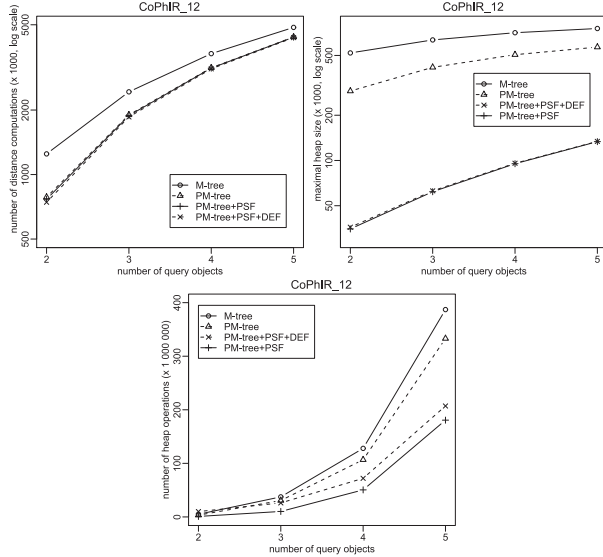 CoPhIR_12
number of distance computations (x 1000, log scale)
5000
2000
1000
500
M-tree
PM-tree
PM-tree+PSF
PM-tree+PSF+DEF
2 3 4 5
number of query objects
CoPhIR_12
maximal heap size (x 1000, log scale)
500
100
50
M-tree
PM-tree
PM-tree+PSF+DEF
PM-tree+PSF
2 3 4 5
number of query objects
CoPhIR_12
number of heap operations (x 1 000 000)
400
300
200
100
0
M-tree
PM-tree
PM-tree+PSF+DEF
PM-tree+PSF
2 3 4 5
number of query objects